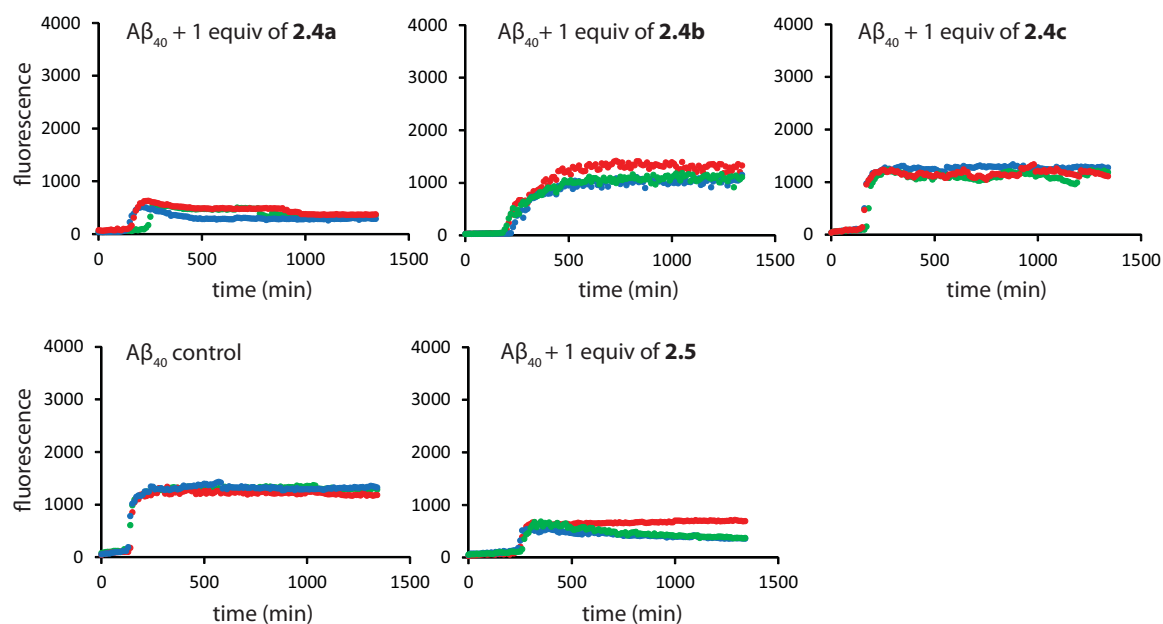 Aβ₄₀ + 1 equiv of 2.4a
4000
3000
2000
1000
0
fluorescence
0 500 1000 1500
time (min)
Aβ₄₀ + 1 equiv of 2.4b
4000
3000
2000
1000
0
0 500 1000 1500
time (min)
Aβ₄₀ + 1 equiv of 2.4c
4000
3000
2000
1000
0
0 500 1000 1500
time (min)
Aβ₄₀ control
4000
3000
2000
1000
0
fluorescence
0 500 1000 1500
time (min)
Aβ₄₀ + 1 equiv of 2.5
4000
3000
2000
1000
0
0 500 1000 1500
time (min)